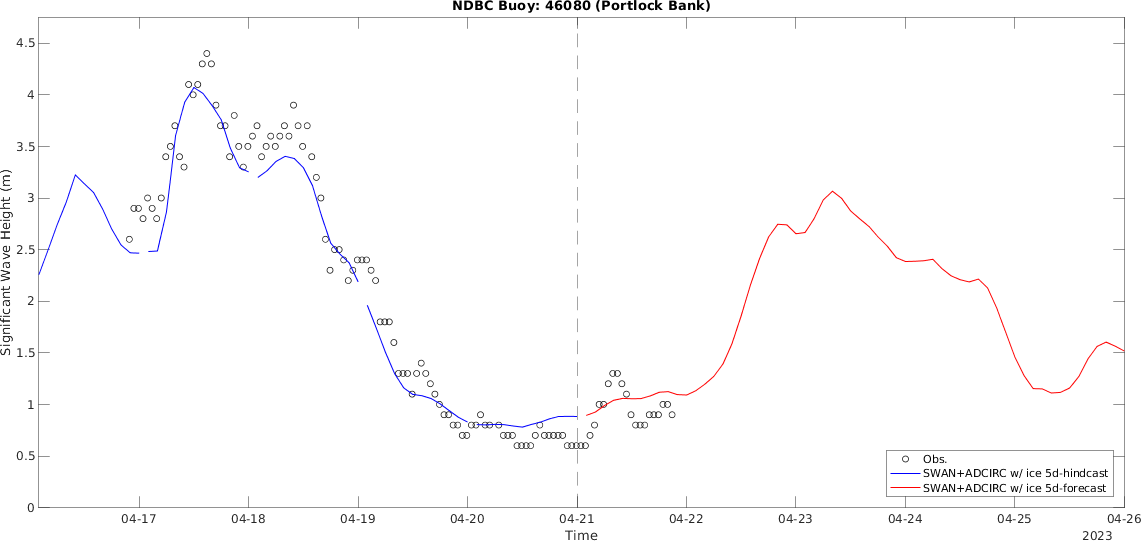 NDBC Buoy: 46080 (Portlock Bank)
Significant Wave Height (m)
4.5
4
3.5
3
2.5
2
1.5
1
0.5
0
Obs.
SWAN+ADCIRC w/ ice 5d-hindcast
SWAN+ADCIRC w/ ice 5d-forecast
04-17 04-18 04-19 04-20 04-21 04-22 04-23 04-24 04-25 04-26
Time
2023